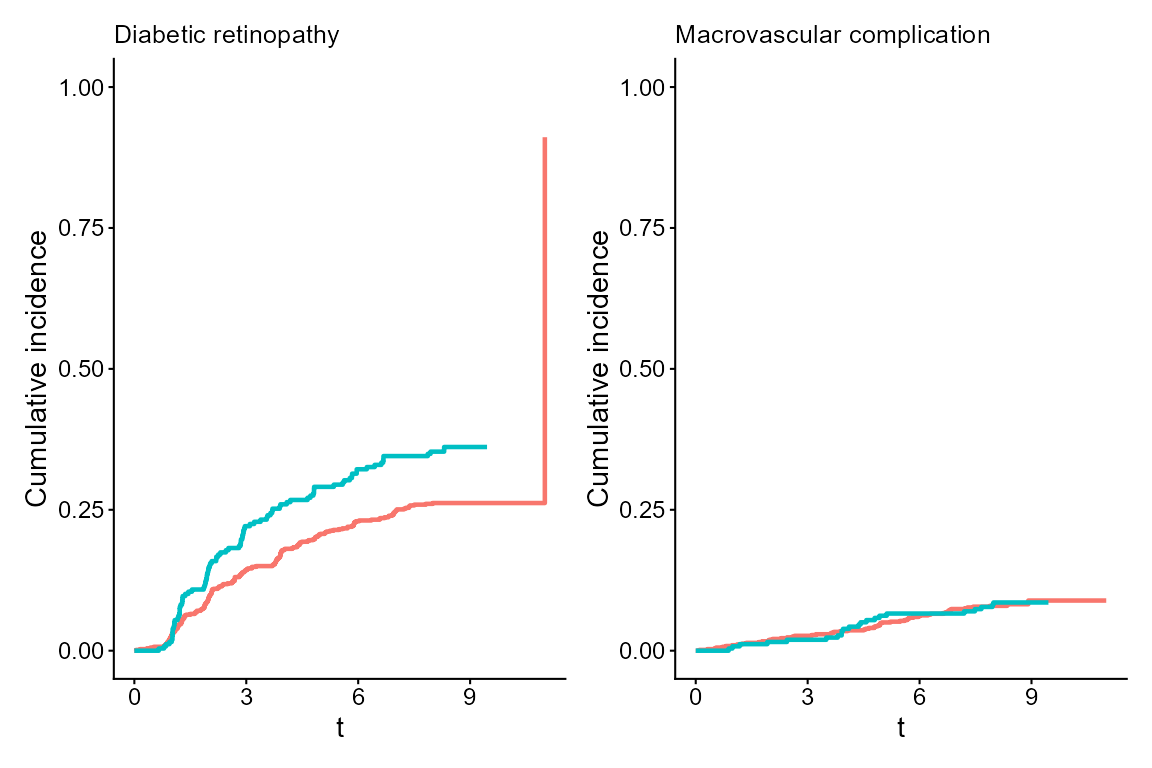 Diabetic retinopathy
Cumulative incidence
1.00
0.75
0.50
0.25
0.00
0 3 6 9
t
Macrovascular complication
Cumulative incidence
1.00
0.75
0.50
0.25
0.00
0 3 6 9
t